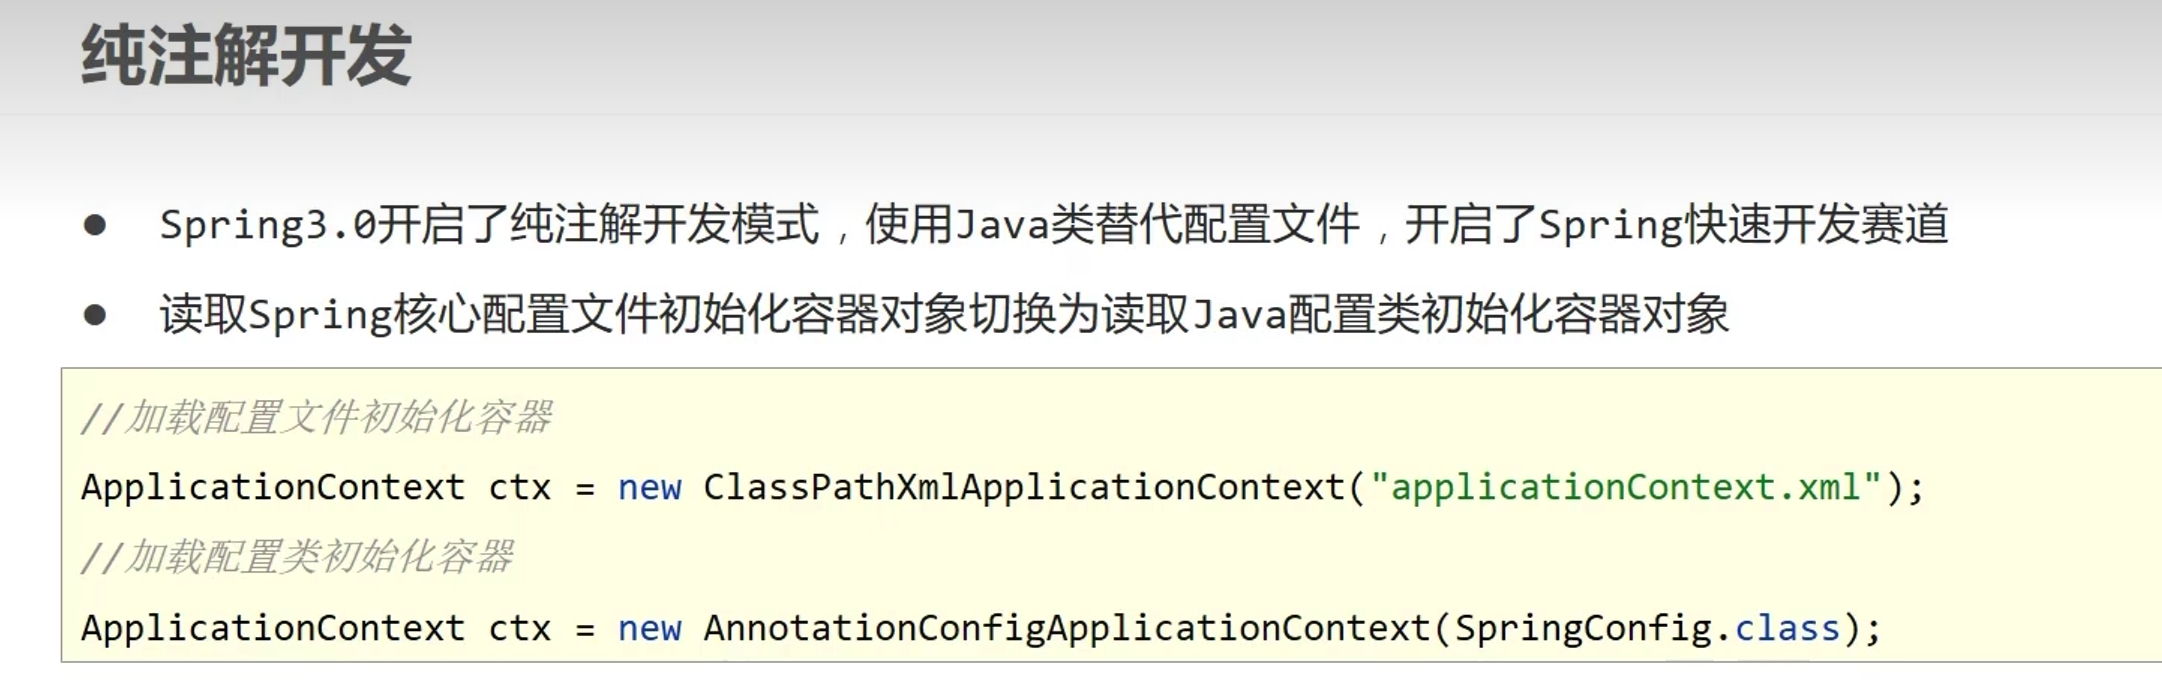 纯注解开发
● Spring3.0开启了纯注解开发模式，使用Java类替代配置文件，开启了Spring快速开发赛道
● 读取Spring核心配置文件初始化容器对象切换为读取Java配置类初始化容器对象
//加载配置文件初始化容器
ApplicationContext ctx = new ClassPathXmlApplicationContext("applicationContext.xml");
//加载配置类初始化容器
ApplicationContext ctx = new AnnotationConfigApplicationContext(SpringConfig.class);